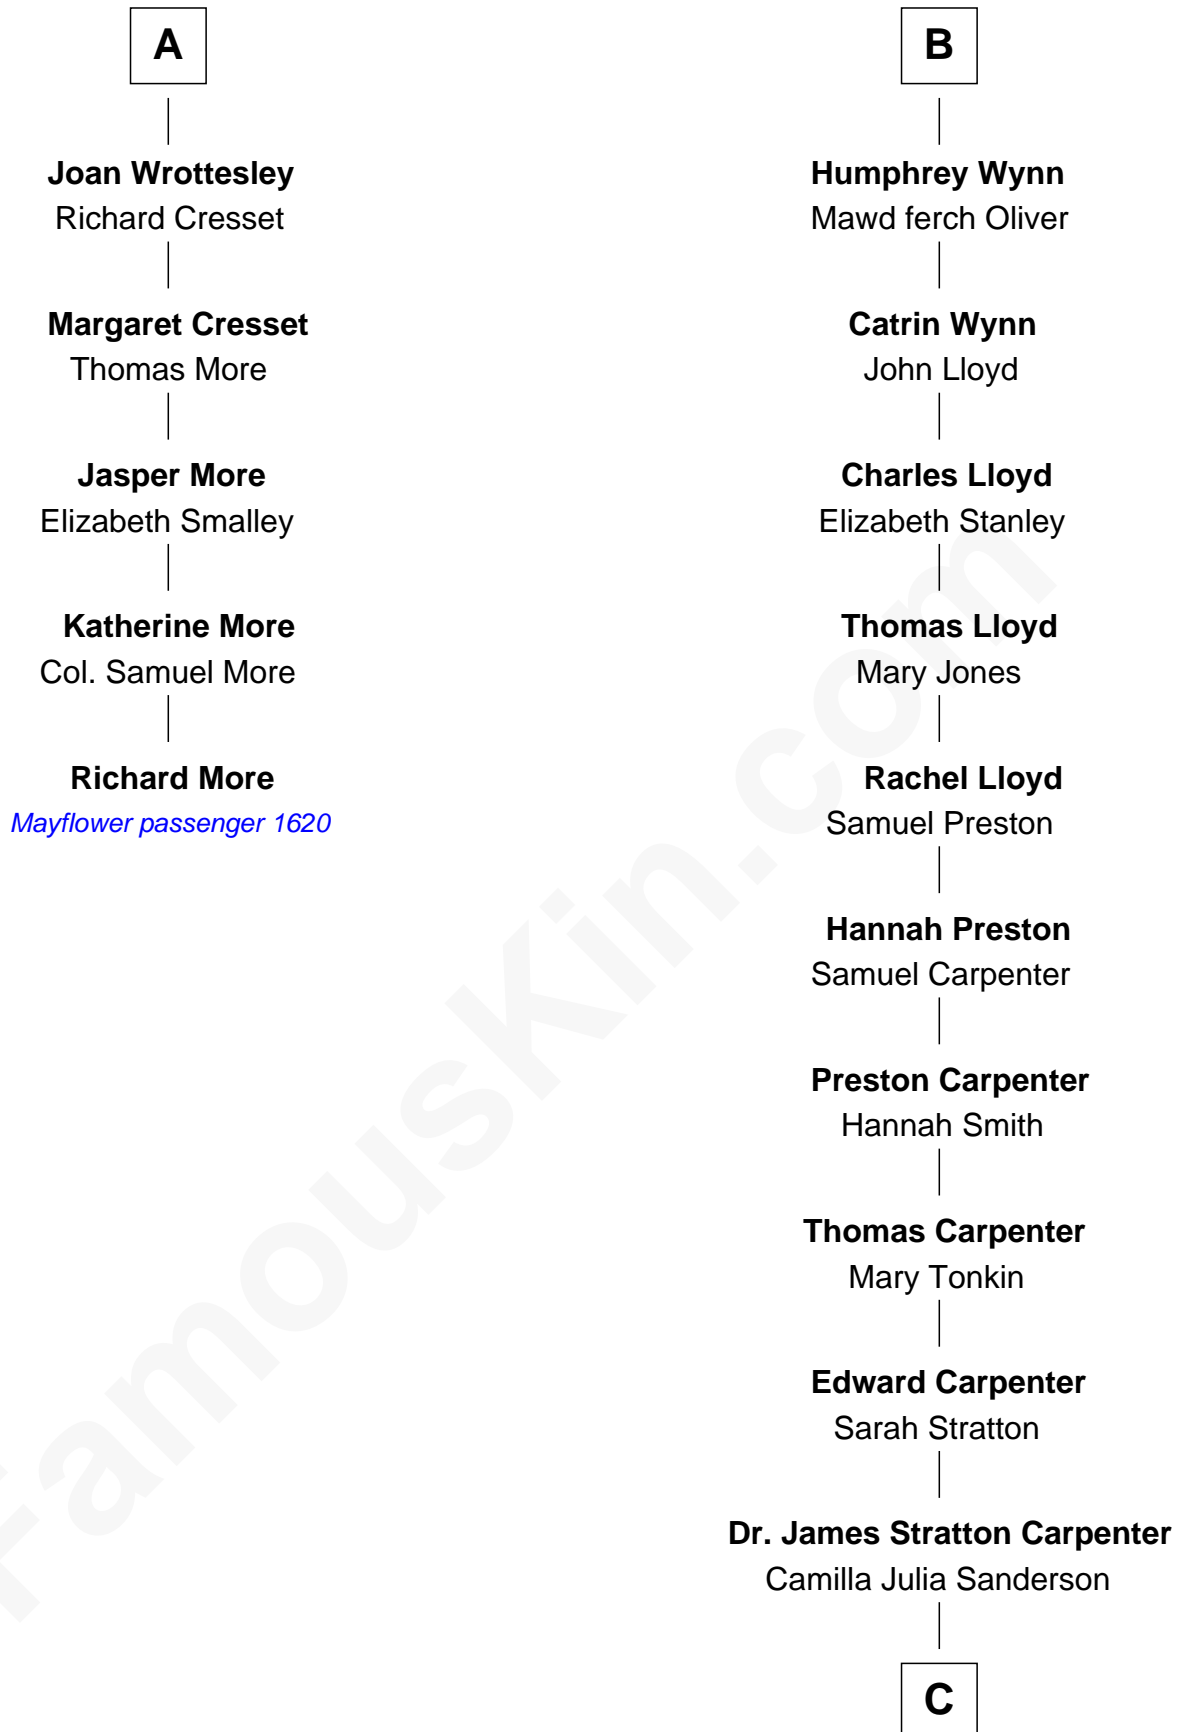 A
Joan Wrottesley
Richard Cresset
Margaret Cresset
Thomas More
Jasper More
Elizabeth Smalley
Katherine More
Col. Samuel More
Richard More
Mayflower passenger 1620
B
Humphrey Wynn
Mawd ferch Oliver
Catrin Wynn
John Lloyd
Charles Lloyd
Elizabeth Stanley
Thomas Lloyd
Mary Jones
Rachel Lloyd
Samuel Preston
Hannah Preston
Samuel Carpenter
Preston Carpenter
Hannah Smith
Thomas Carpenter
Mary Tonkin
Edward Carpenter
Sarah Stratton
Dr. James Stratton Carpenter
Camilla Julia Sanderson
C
FamousKin.com